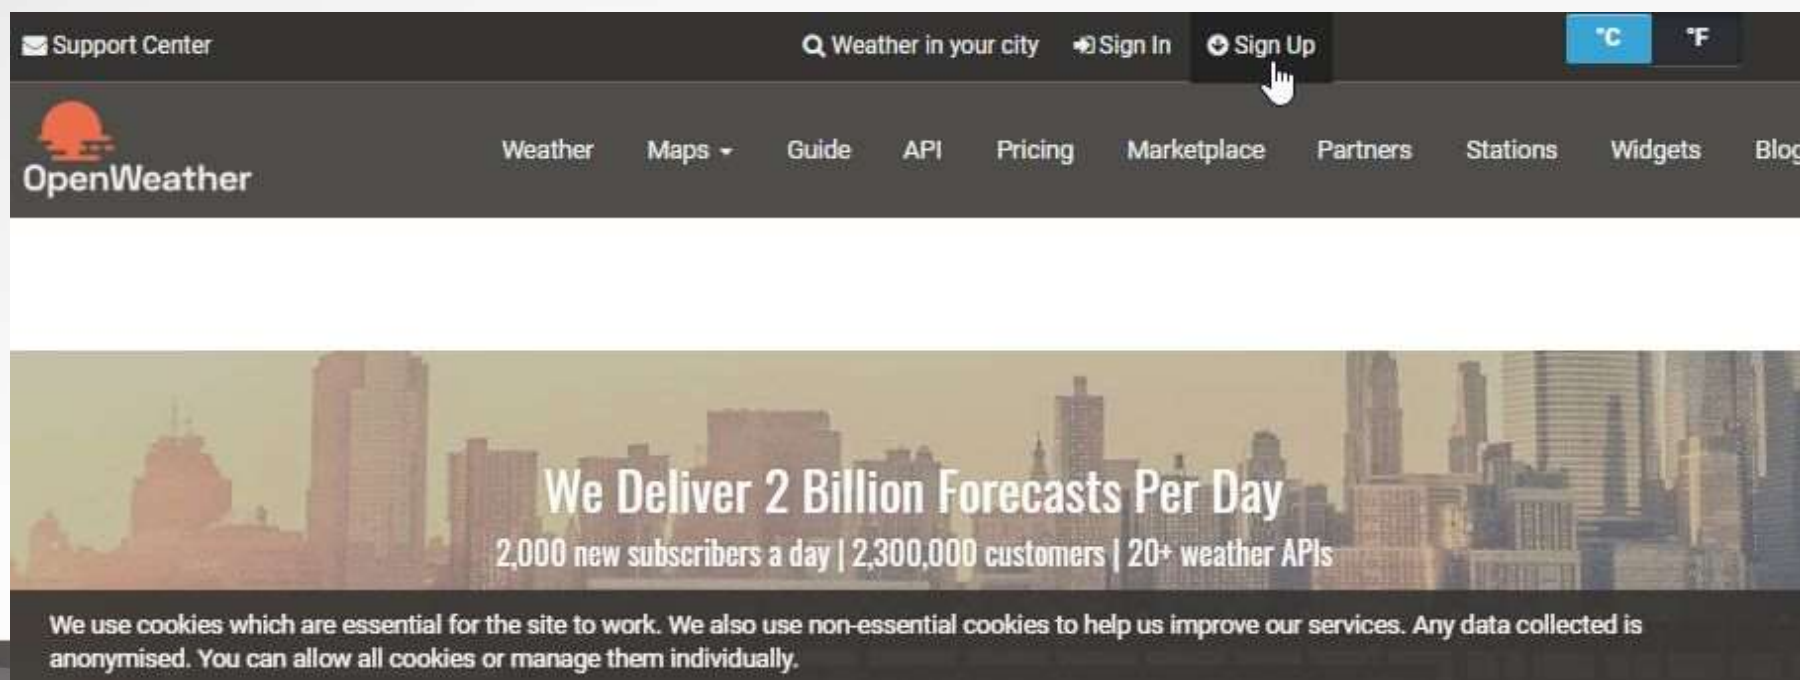 Support Center
Weather in your city
Sign In
Sign Up
°C
°F
OpenWeather
Weather
Maps
Guide
API
Pricing
Marketplace
Partners
Stations
Widgets
Blog
We Deliver 2 Billion Forecasts Per Day
2,000 new subscribers a day | 2,300,000 customers | 20+ weather APIs
We use cookies which are essential for the site to work. We also use non-essential cookies to help us improve our services. Any data collected is
anonymised. You can allow all cookies or manage them individually.